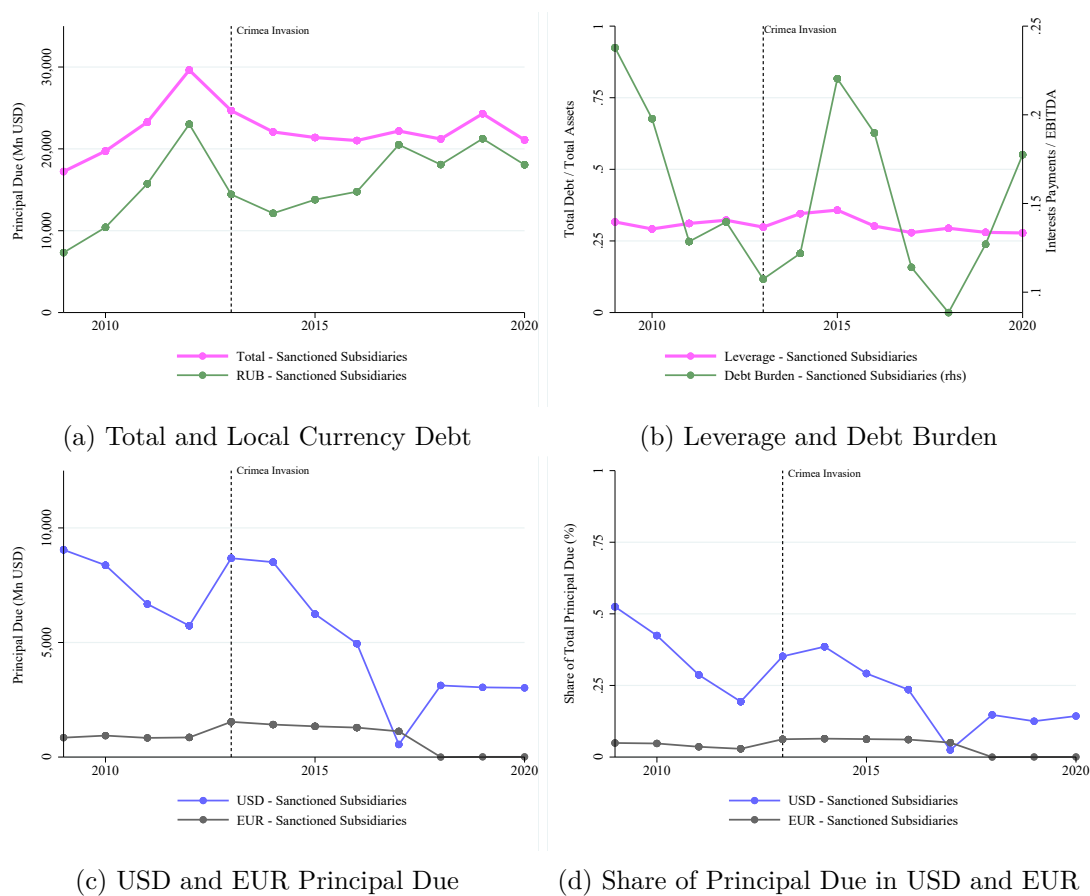 Crimea Invasion
Principal Due (Mn USD)
0
10,000
20,000
30,000
2010
2015
2020
Total - Sanctioned Subsidiaries
RUB - Sanctioned Subsidiaries
(a) Total and Local Currency Debt
Crimea Invasion
Total Debt / Total Assets
0
.25
.5
.75
1
Interests Payments / EBITDA
.1
.15
.2
.25
2010
2015
2020
Leverage - Sanctioned Subsidiaries
Debt Burden - Sanctioned Subsidiaries (rhs)
(b) Leverage and Debt Burden
Crimea Invasion
Principal Due (Mn USD)
0
5,000
10,000
2010
2015
2020
USD - Sanctioned Subsidiaries
EUR - Sanctioned Subsidiaries
(c) USD and EUR Principal Due
Crimea Invasion
Share of Total Principal Due (%)
0
.25
.5
.75
1
2010
2015
2020
USD - Sanctioned Subsidiaries
EUR - Sanctioned Subsidiaries
(d) Share of Principal Due in USD and EUR